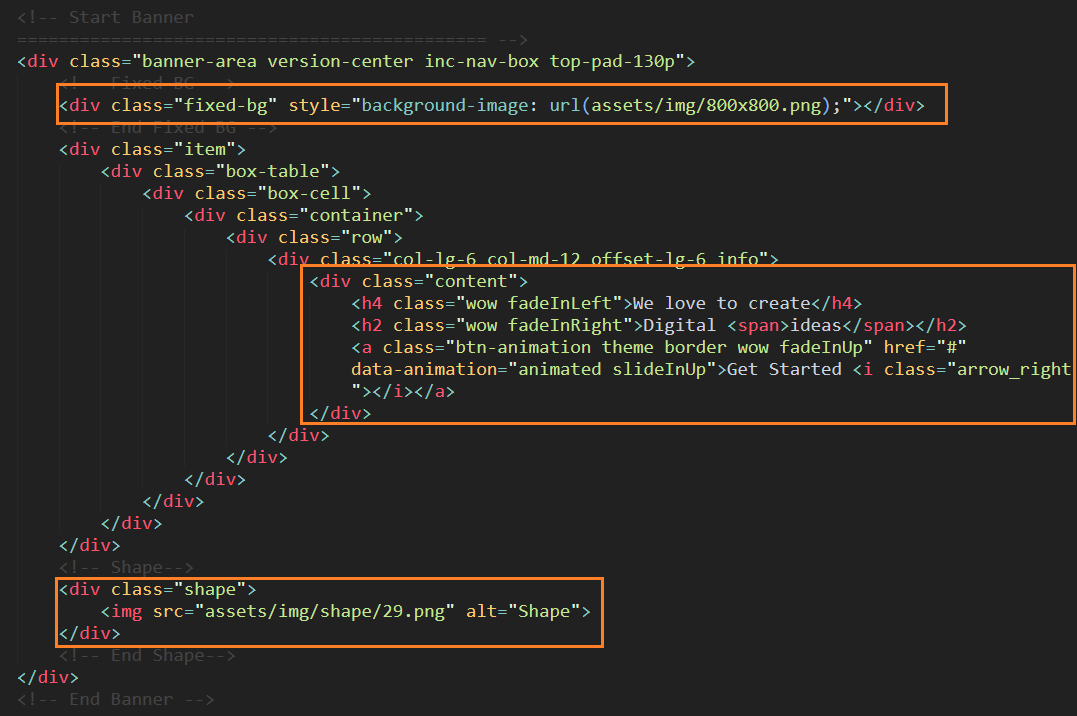 <!-- Start Banner
============================================= -->
<div class="banner-area version-center inc-nav-box top-pad-130p">
<!-- Fixed BG -->
<div class="fixed-bg" style="background-image: url(assets/img/800x800.png);"></div>
<!-- End Fixed BG -->
<div class="item">
<div class="box-table">
<div class="box-cell">
<div class="container">
<div class="row">
<div class="col-lg-6 col-md-12 offset-lg-6 info">
<div class="content">
<h4 class="wow fadeInLeft">We love to create</h4>
<h2 class="wow fadeInRight">Digital <span>ideas</span></h2>
<a class="btn-animation theme border wow fadeInUp" href="#"
data-animation="animated slideInUp">Get Started <i class="arrow_right
"></i></a>
</div>
</div>
</div>
</div>
</div>
</div>
</div>
<!-- Shape-->
<div class="shape">
<img src="assets/img/shape/29.png" alt="Shape">
</div>
<!-- End Shape-->
</div>
<!-- End Banner -->